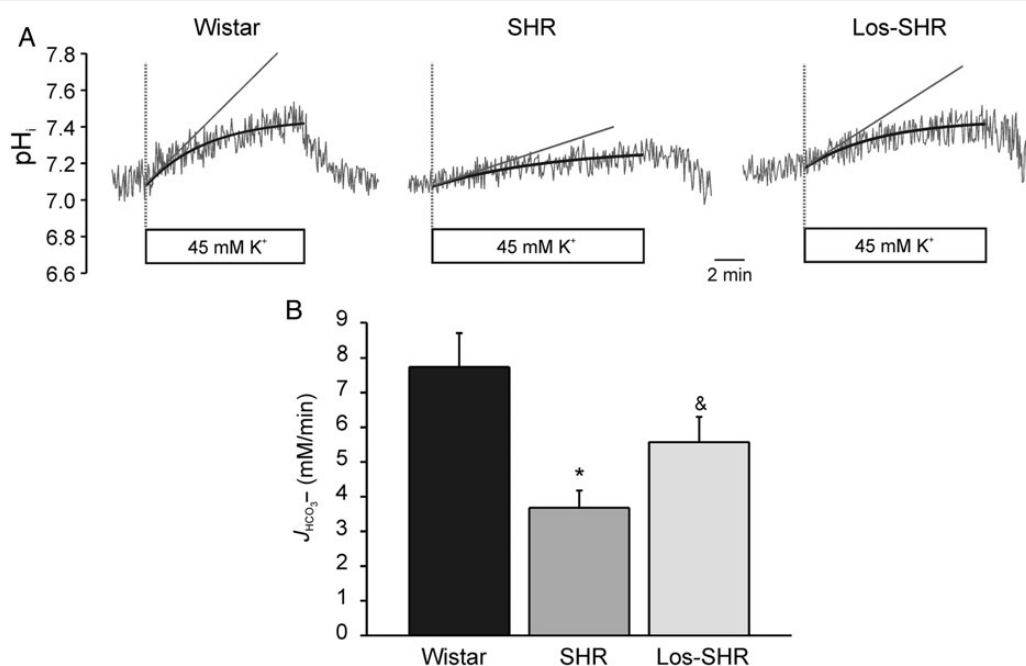 A
Wistar
SHR
Los-SHR
pHᵢ
7.8
7.6
7.4
7.2
7.0
6.8
6.6
45 mM K⁺
45 mM K⁺
45 mM K⁺
2 min
B
J_HCO₃– (mM/min)
9
8
7
6
5
4
3
2
1
0
*
&
Wistar
SHR
Los-SHR